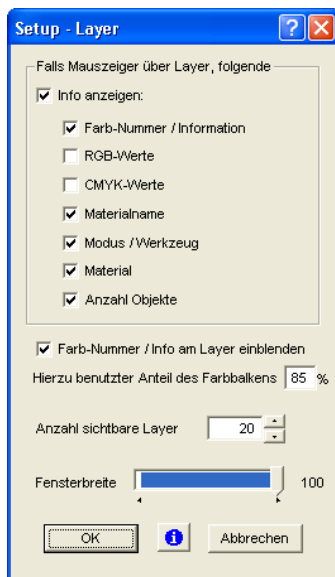 Setup - Layer
Falls Mauszeiger über Layer, folgende
Info anzeigen:
Farb-Nummer / Information
RGB-Werte
CMYK-Werte
Materialname
Modus / Werkzeug
Material
Anzahl Objekte
Farb-Nummer / Info am Layer einblenden
Hierzu benutzter Anteil des Farbbalkens 85 %
Anzahl sichtbare Layer 20
Fensterbreite 100
OK Abbrechen